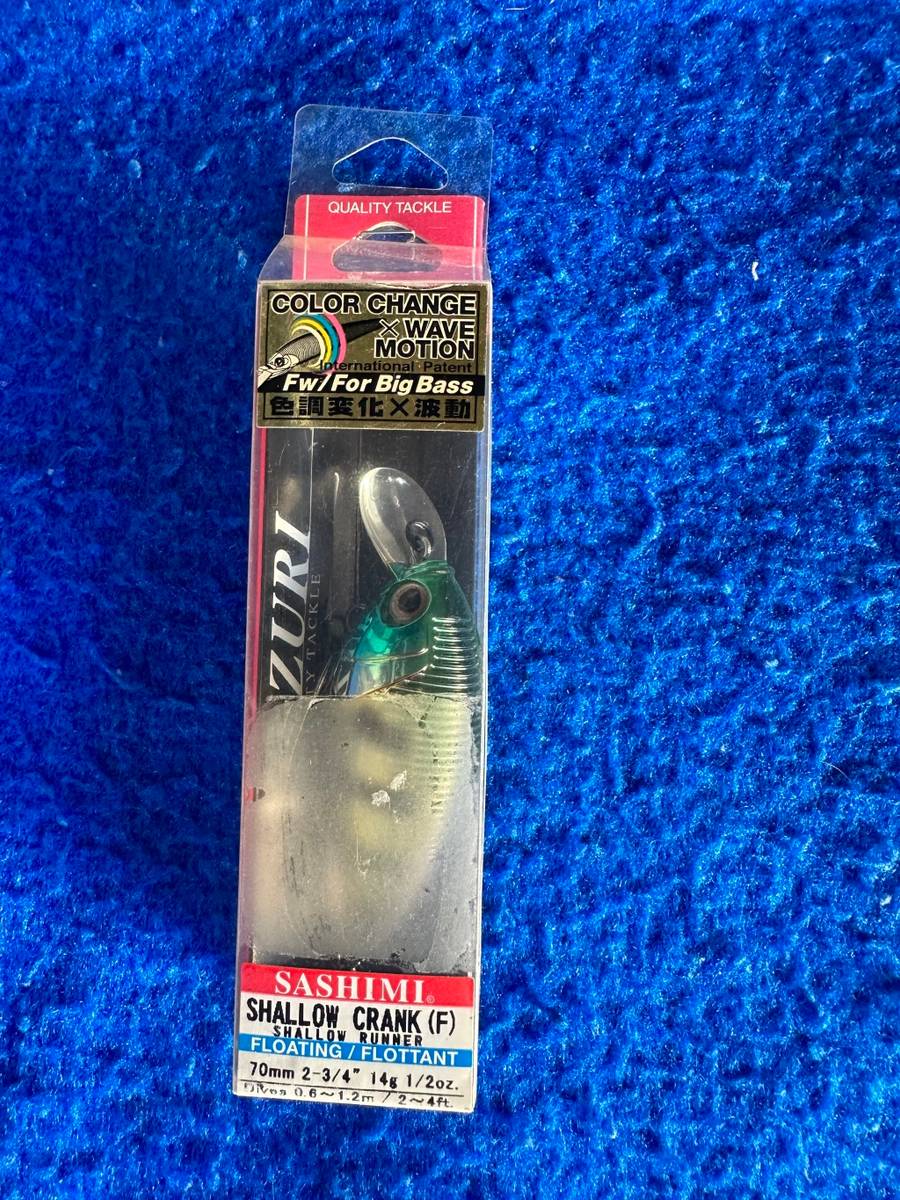 QUALITY TACKLE
COLOR CHANGE
× WAVE
MOTION
International Patent
Fw/For Big Bass
色調変化×波動
ZURI
Y TACKLE
SASHIMI®
SHALLOW CRANK (F)
SHALLOW RUNNER
FLOATING / FLOTTANT
70mm 2-3/4" 14g 1/2oz.
Dives 0.6~1.2m / 2~4ft.